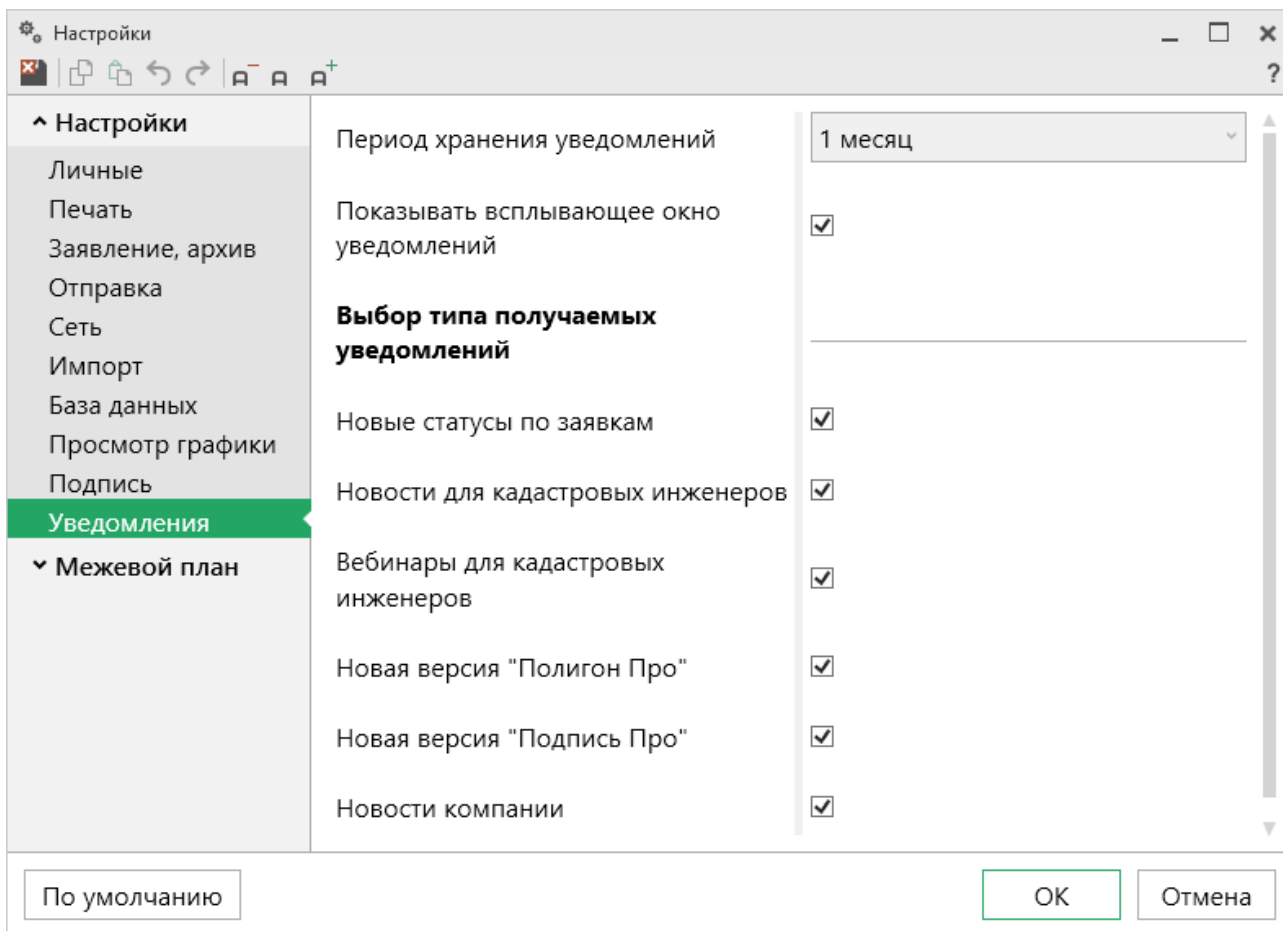 Настройки
?
Настройки
Личные
Печать
Заявление, архив
Отправка
Сеть
Импорт
База данных
Просмотр графики
Подпись
Уведомления
Межевой план
Период хранения уведомлений
1 месяц
Показывать всплывающее окно
уведомлений
Выбор типа получаемых
уведомлений
Новые статусы по заявкам
Новости для кадастровых инженеров
Вебинары для кадастровых
инженеров
Новая версия "Полигон Про"
Новая версия "Подпись Про"
Новости компании
По умолчанию
ОК
Отмена